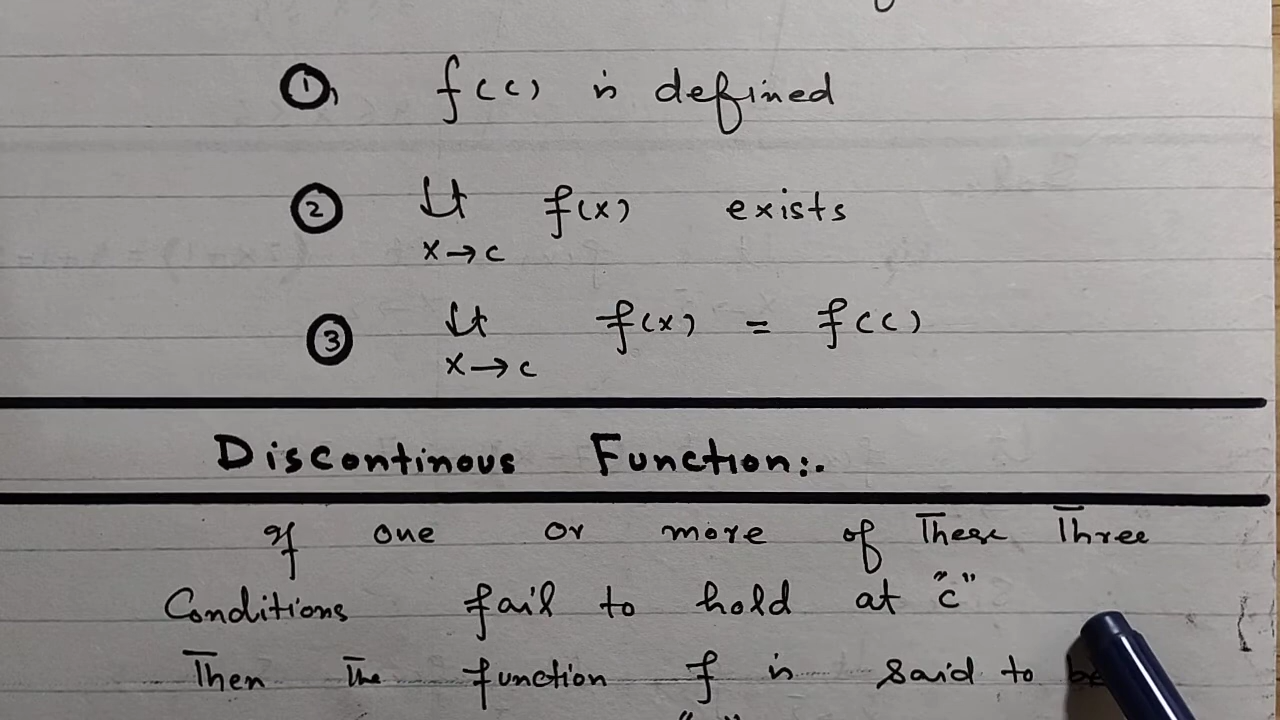 ① f(c) is defined
② Lt f(x) exists
x→c
③ Lt f(x) = f(c)
x→c
Discontinous Function:.
If one or more of These Three
Conditions fail to hold at "c"
Then The function f is said to be